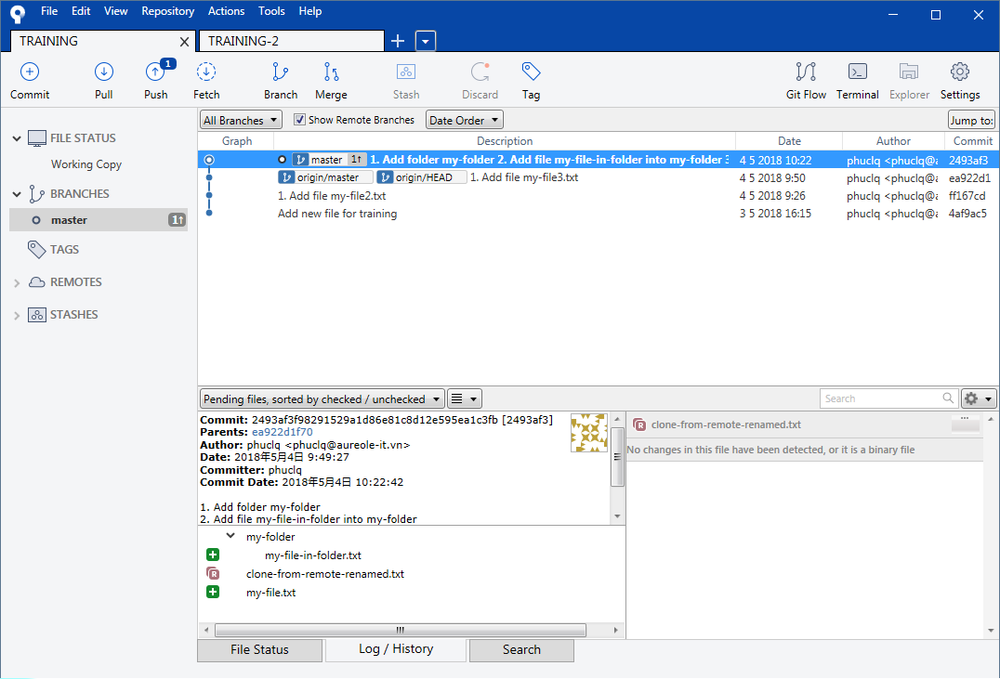 File Edit View Repository Actions Tools Help
TRAINING TRAINING-2
1
Commit Pull Push Fetch Branch Merge Stash Discard Tag Git Flow Terminal Explorer Settings
FILE STATUS
Working Copy
BRANCHES
master 1↑
TAGS
REMOTES
STASHES
All Branches Show Remote Branches Date Order Jump to:
Graph Description Date Author Commit
master 1↑ 1. Add folder my-folder 2. Add file my-file-in-folder into my-folder 3 4 5 2018 10:22 phuclq <phuclq@a 2493af3
origin/master origin/HEAD 1. Add file my-file3.txt 4 5 2018 9:50 phuclq <phuclq@a ea922d1
1. Add file my-file2.txt 4 5 2018 9:26 phuclq <phuclq@a ff167cd
Add new file for training 3 5 2018 16:15 phuclq <phuclq@a 4af9ac5
Pending files, sorted by checked / unchecked Search
Commit: 2493af3f98291529a1d86e81c8d12e595ea1c3fb [2493af3]
Parents: ea922d1f70
Author: phuclq <phuclq@aureole-it.vn>
Date: 2018年5月4日 9:49:27
Committer: phuclq
Commit Date: 2018年5月4日 10:22:42
1. Add folder my-folder
2. Add file my-file-in-folder into my-folder
my-folder
my-file-in-folder.txt
R clone-from-remote-renamed.txt
my-file.txt
R clone-from-remote-renamed.txt
No changes in this file have been detected, or it is a binary file
File Status Log / History Search